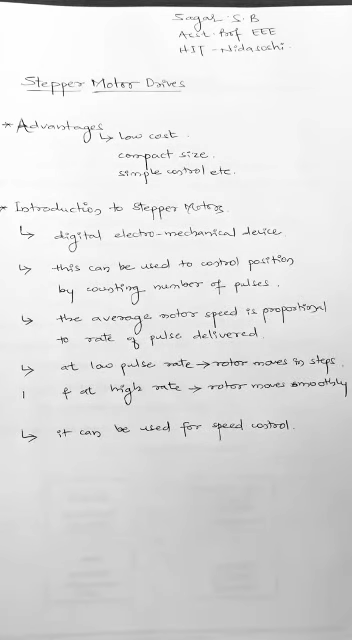 Sagar. S. B
Asst. Prof EEE
HIT - Nidasoshi.
Stepper Motor Drives
* Advantages
↳ low cost.
compact size.
simple control etc.
* Introduction to Stepper Motors.
↳ digital electro-mechanical device
↳ this can be used to control position
by counting number of pulses.
↳ the average motor speed is proportional
to rate of pulse delivered.
↳ at low pulse rate → rotor moves in steps.
& at high rate → rotor moves smoothly
↳ it can be used for speed control.